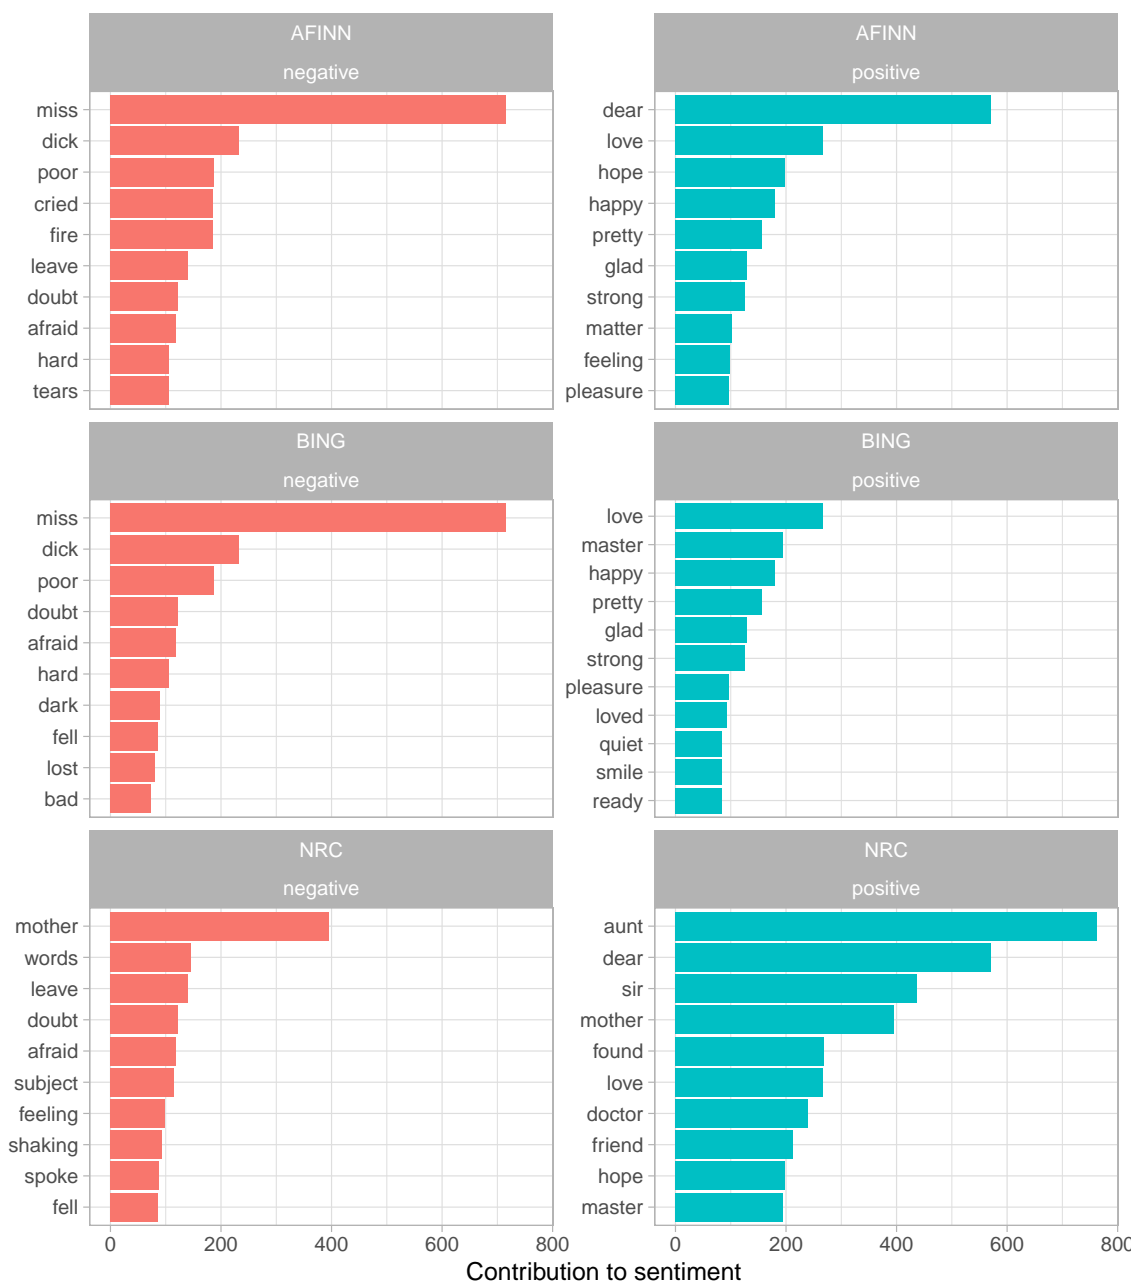 AFINN
negative
miss
dick
poor
cried
fire
leave
doubt
afraid
hard
tears
AFINN
positive
dear
love
hope
happy
pretty
glad
strong
matter
feeling
pleasure
BING
negative
miss
dick
poor
doubt
afraid
hard
dark
fell
lost
bad
BING
positive
love
master
happy
pretty
glad
strong
pleasure
loved
quiet
smile
ready
NRC
negative
mother
words
leave
doubt
afraid
subject
feeling
shaking
spoke
fell
0 200 400 600 800
NRC
positive
aunt
dear
sir
mother
found
love
doctor
friend
hope
master
0 200 400 600 800
Contribution to sentiment